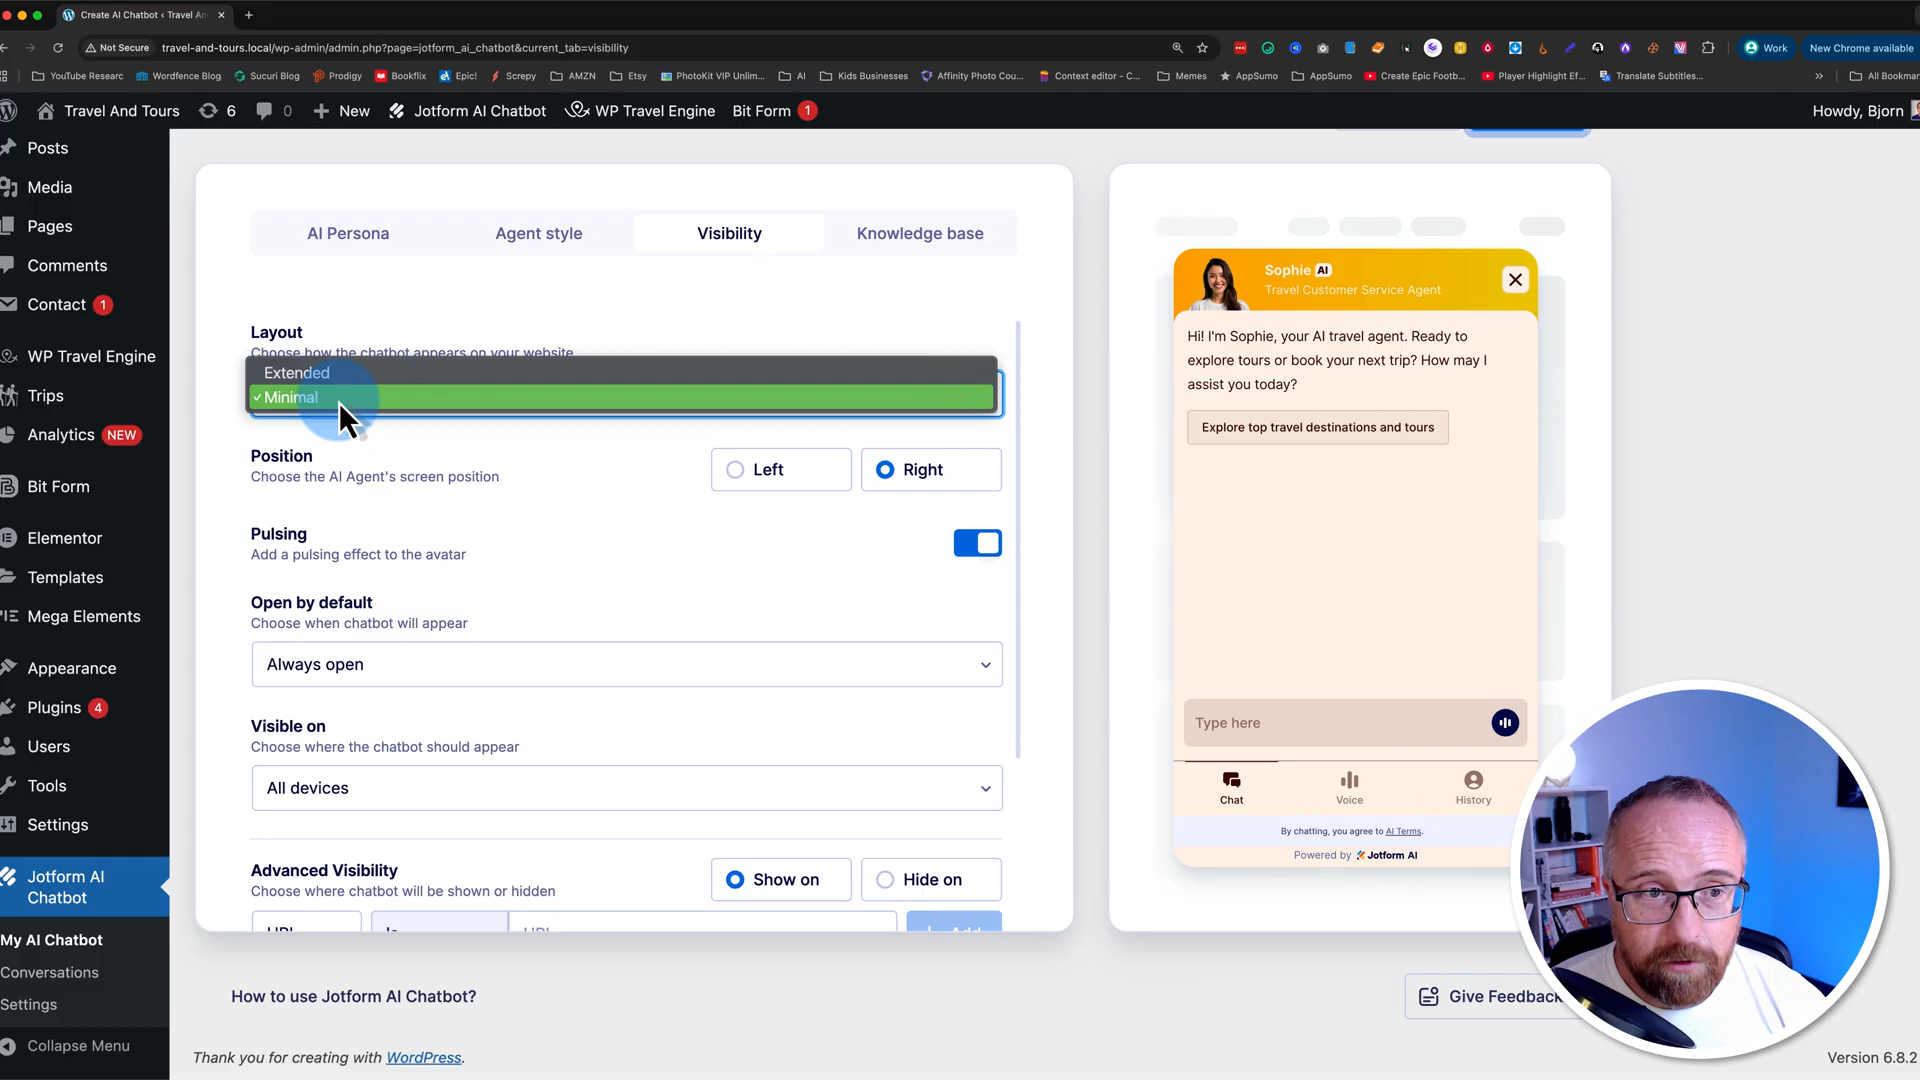 Create AI Chatbot ‹ Travel An
Not Secure travel-and-tours.local/wp-admin/admin.php?page=jotform_ai_chatbot&current_tab=visibility
Work
New Chrome available
YouTube Researc
Wordfence Blog
Sucuri Blog
Prodigy
Bookflix
Epic!
Screpy
AMZN
Etsy
PhotoKit VIP Unlim...
AI
Kids Businesses
Affinity Photo Cou...
Context editor - C...
Memes
AppSumo
AppSumo
Create Epic Footb...
Player Highlight Ef...
Translate Subtitles...
All Bookmar
Travel And Tours
6
0
New
Jotform AI Chatbot
WP Travel Engine
Bit Form 1
Howdy, Bjorn
Posts
Media
Pages
Comments
Contact 1
WP Travel Engine
Trips
Analytics NEW
Bit Form
Elementor
Templates
Mega Elements
Appearance
Plugins 4
Users
Tools
Settings
Jotform AI
Chatbot
My AI Chatbot
Conversations
Settings
Collapse Menu
AI Persona
Agent style
Visibility
Knowledge base
Layout
Choose how the chatbot appears on your website
Extended
✓ Minimal
Position
Choose the AI Agent's screen position
Left
Right
Pulsing
Add a pulsing effect to the avatar
Open by default
Choose when chatbot will appear
Always open
Visible on
Choose where the chatbot should appear
All devices
Advanced Visibility
Choose where chatbot will be shown or hidden
Show on
Hide on
URL
Is
URL
+ Add
Sophie AI
Travel Customer Service Agent
Hi! I'm Sophie, your AI travel agent. Ready to
explore tours or book your next trip? How may I
assist you today?
Explore top travel destinations and tours
Type here
Chat
Voice
History
By chatting, you agree to AI Terms.
Powered by Jotform AI
How to use Jotform AI Chatbot?
Give Feedback
Thank you for creating with WordPress.
Version 6.8.2